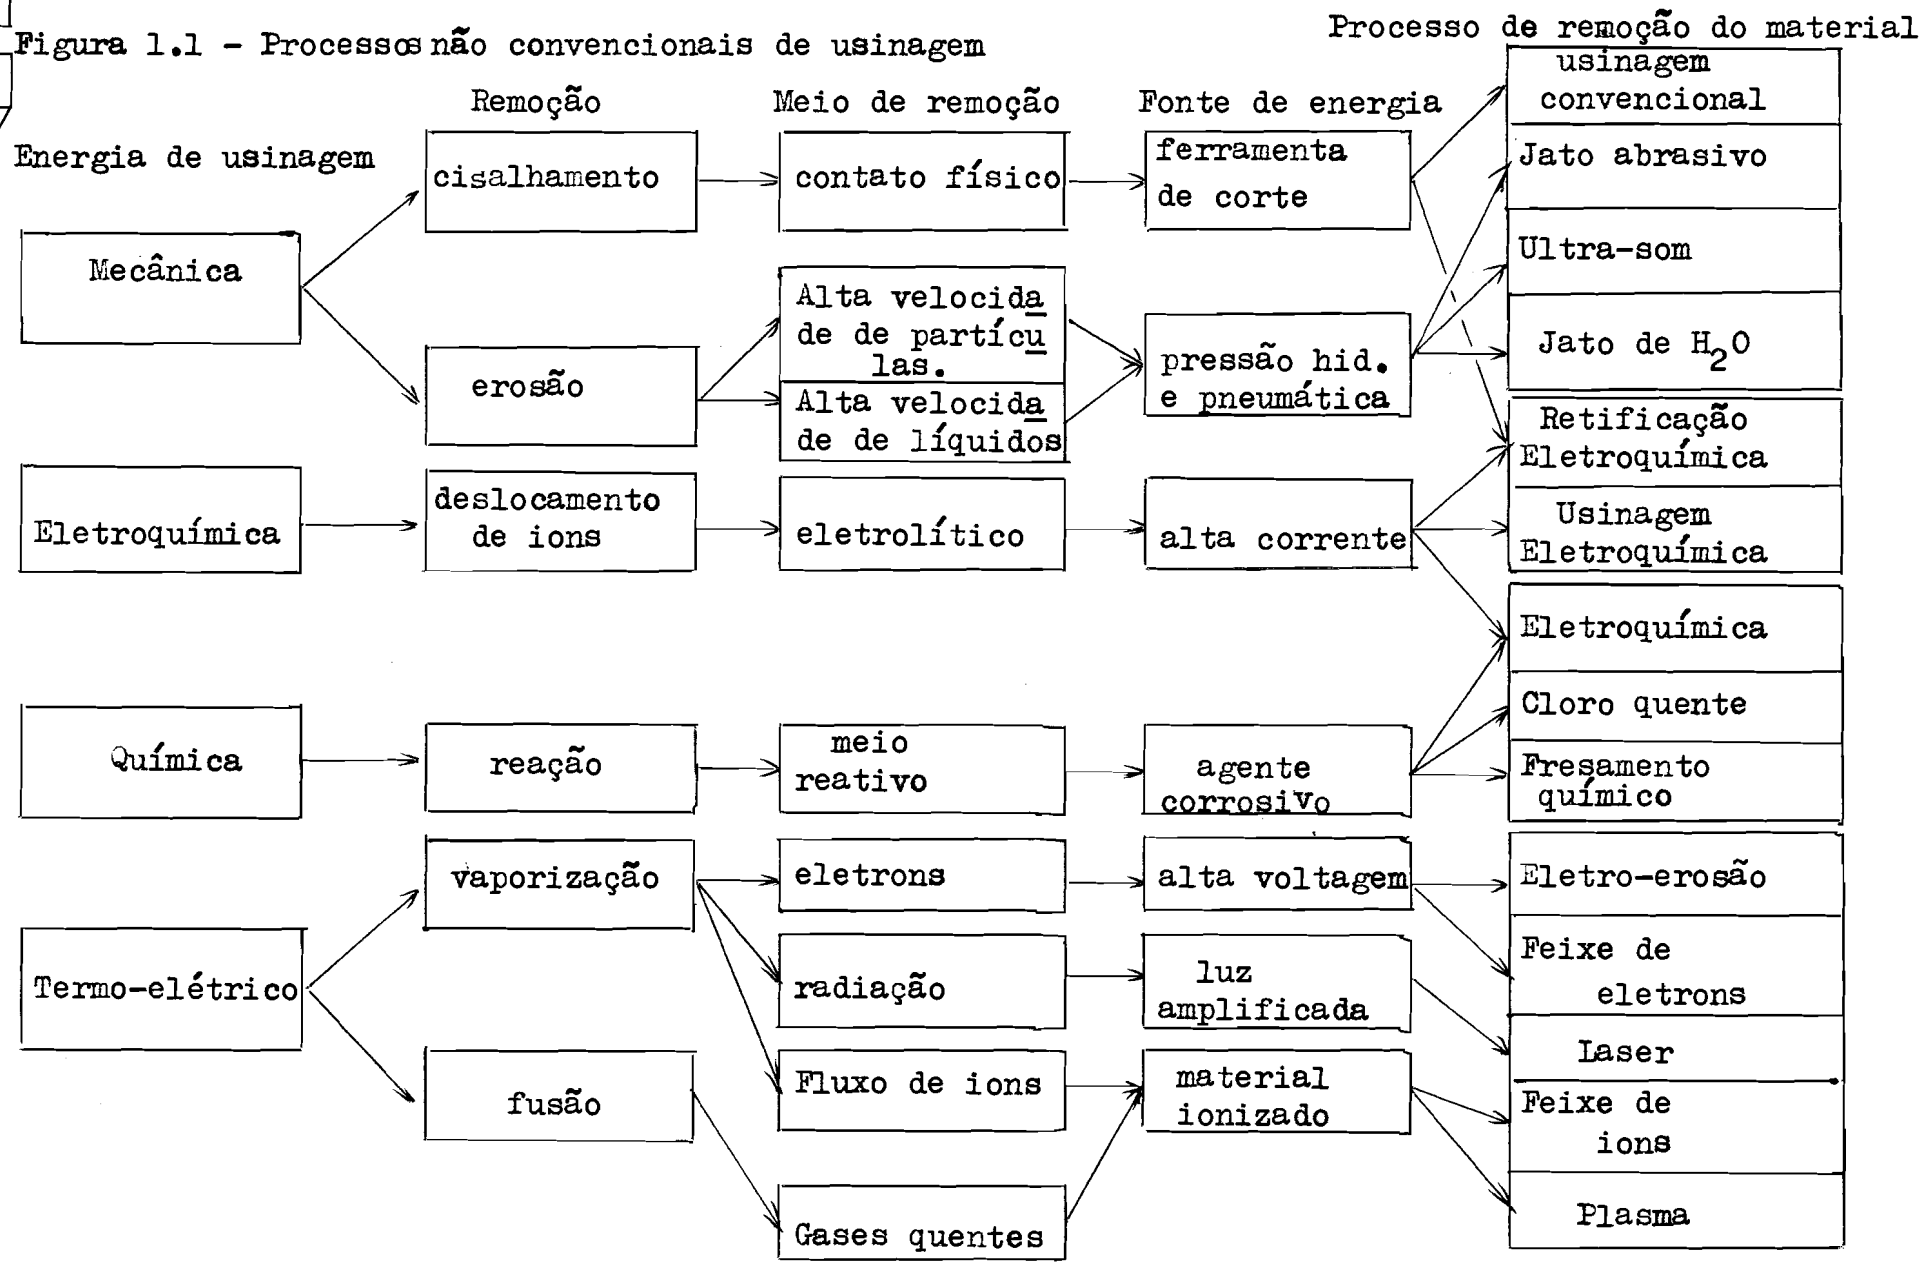 Processo de remoção do material
Figura 1.1 - Processos não convencionais de usinagem
Remoção
Meio de remoção
Fonte de energia
Energia de usinagem
Mecânica
Eletroquímica
Química
Termo-elétrico
cisalhamento
erosão
deslocamento
de ions
reação
vaporização
fusão
contato físico
Alta velocida
de de partícu
las.
Alta velocida
de de líquidos
eletrolítico
meio
reativo
eletrons
radiação
Fluxo de ions
Gases quentes
ferramenta
de corte
pressão hid.
e pneumática
alta corrente
agente
corrosivo
alta voltagem
luz
amplificada
material
ionizado
usinagem
convencional
Jato abrasivo
Ultra-som
Jato de H2O
Retificação
Eletroquímica
Usinagem
Eletroquímica
Eletroquímica
Cloro quente
Fresamento
químico
Eletro-erosão
Feixe de
eletrons
Laser
Feixe de
ions
Plasma